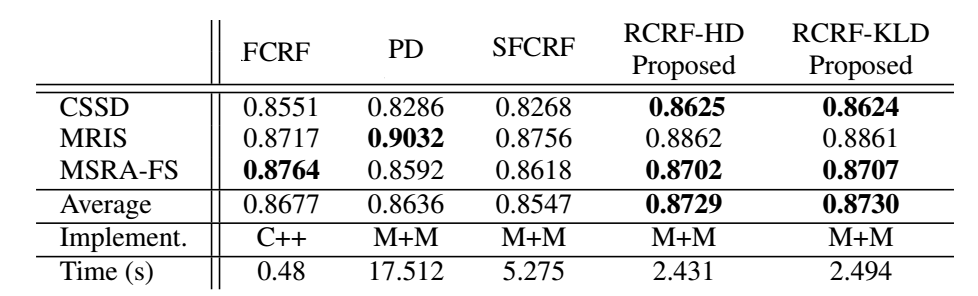 FCRF PD SFCRF RCRF-HD Proposed RCRF-KLD Proposed
CSSD 0.8551 0.8286 0.8268 0.8625 0.8624
MRIS 0.8717 0.9032 0.8756 0.8862 0.8861
MSRA-FS 0.8764 0.8592 0.8618 0.8702 0.8707
Average 0.8677 0.8636 0.8547 0.8729 0.8730
Implement. C++ M+M M+M M+M M+M
Time (s) 0.48 17.512 5.275 2.431 2.494